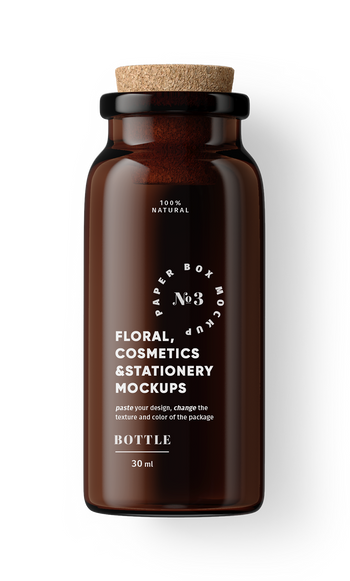 100%
NATURAL
PAPER BOX MOCKUP
№3
FLORAL,
COSMETICS
&STATIONERY
MOCKUPS
paste your design, change the
texture and color of the package
BOTTLE
30 ml